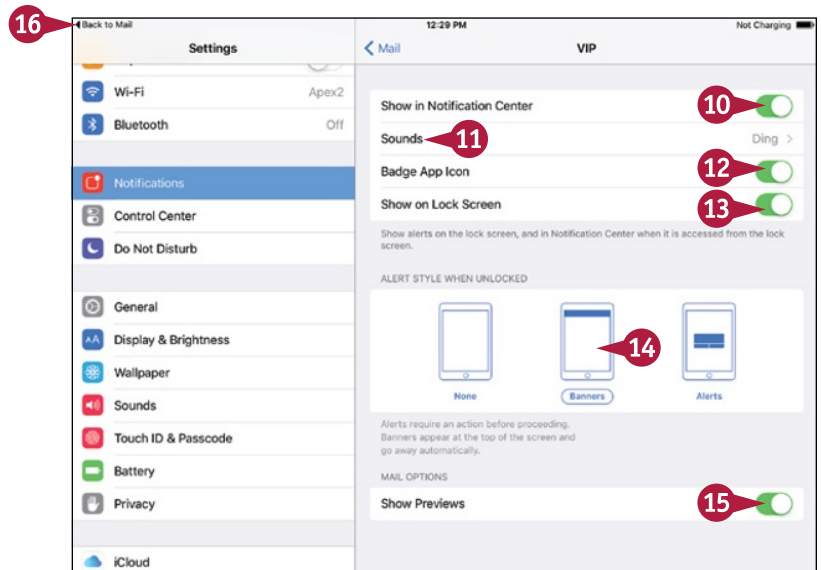 16
Back to Mail
12:29 PM
Not Charging
Settings
Mail
VIP
Wi-Fi
Apex2
Bluetooth
Off
Notifications
Control Center
Do Not Disturb
General
Display & Brightness
AA
Wallpaper
Sounds
Touch ID & Passcode
Battery
Privacy
iCloud
Show in Notification Center
10
Sounds
11
Ding
Badge App Icon
12
Show on Lock Screen
13
Show alerts on the lock screen, and in Notification Center when it is accessed from the lock
screen.
ALERT STYLE WHEN UNLOCKED
14
None
Banners
Alerts
Alerts require an action before proceeding.
Banners appear at the top of the screen and
go away automatically.
MAIL OPTIONS
Show Previews
15